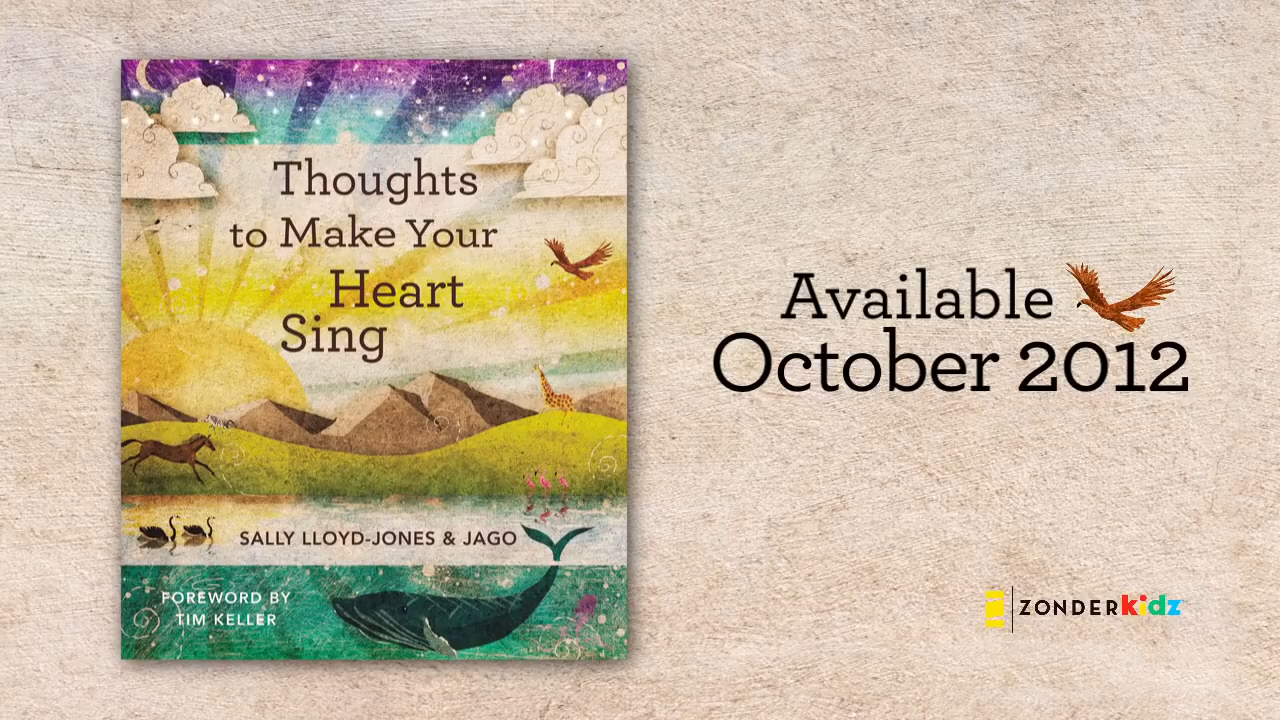 Thoughts
to Make Your
Heart
Sing
SALLY LLOYD-JONES & JAGO
FOREWORD BY
TIM KELLER
Available
October 2012
ZONDERkidz